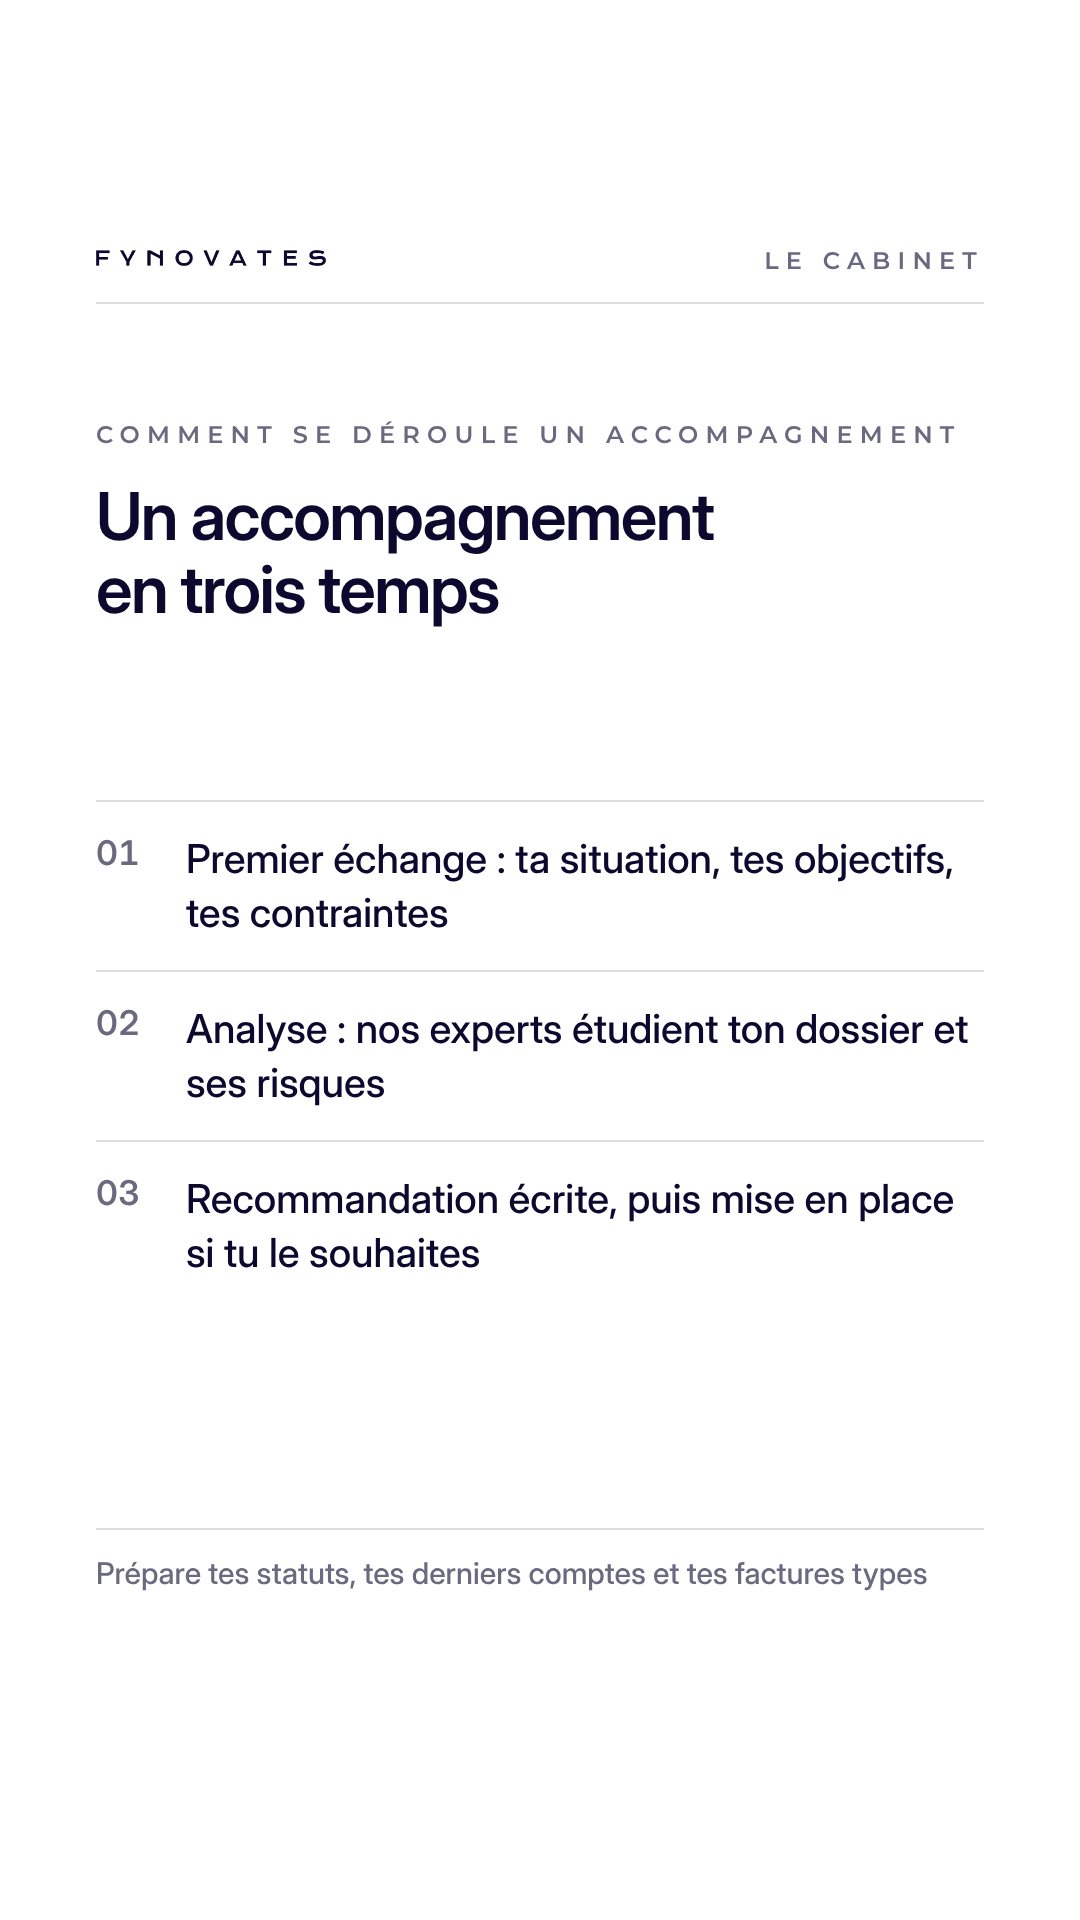 FYNOVATES
LE CABINET
COMMENT SE DÉROULE UN ACCOMPAGNEMENT
Un accompagnement
en trois temps
01 Premier échange : ta situation, tes objectifs,
tes contraintes
02 Analyse : nos experts étudient ton dossier et
ses risques
03 Recommandation écrite, puis mise en place
si tu le souhaites
Prépare tes statuts, tes derniers comptes et tes factures types